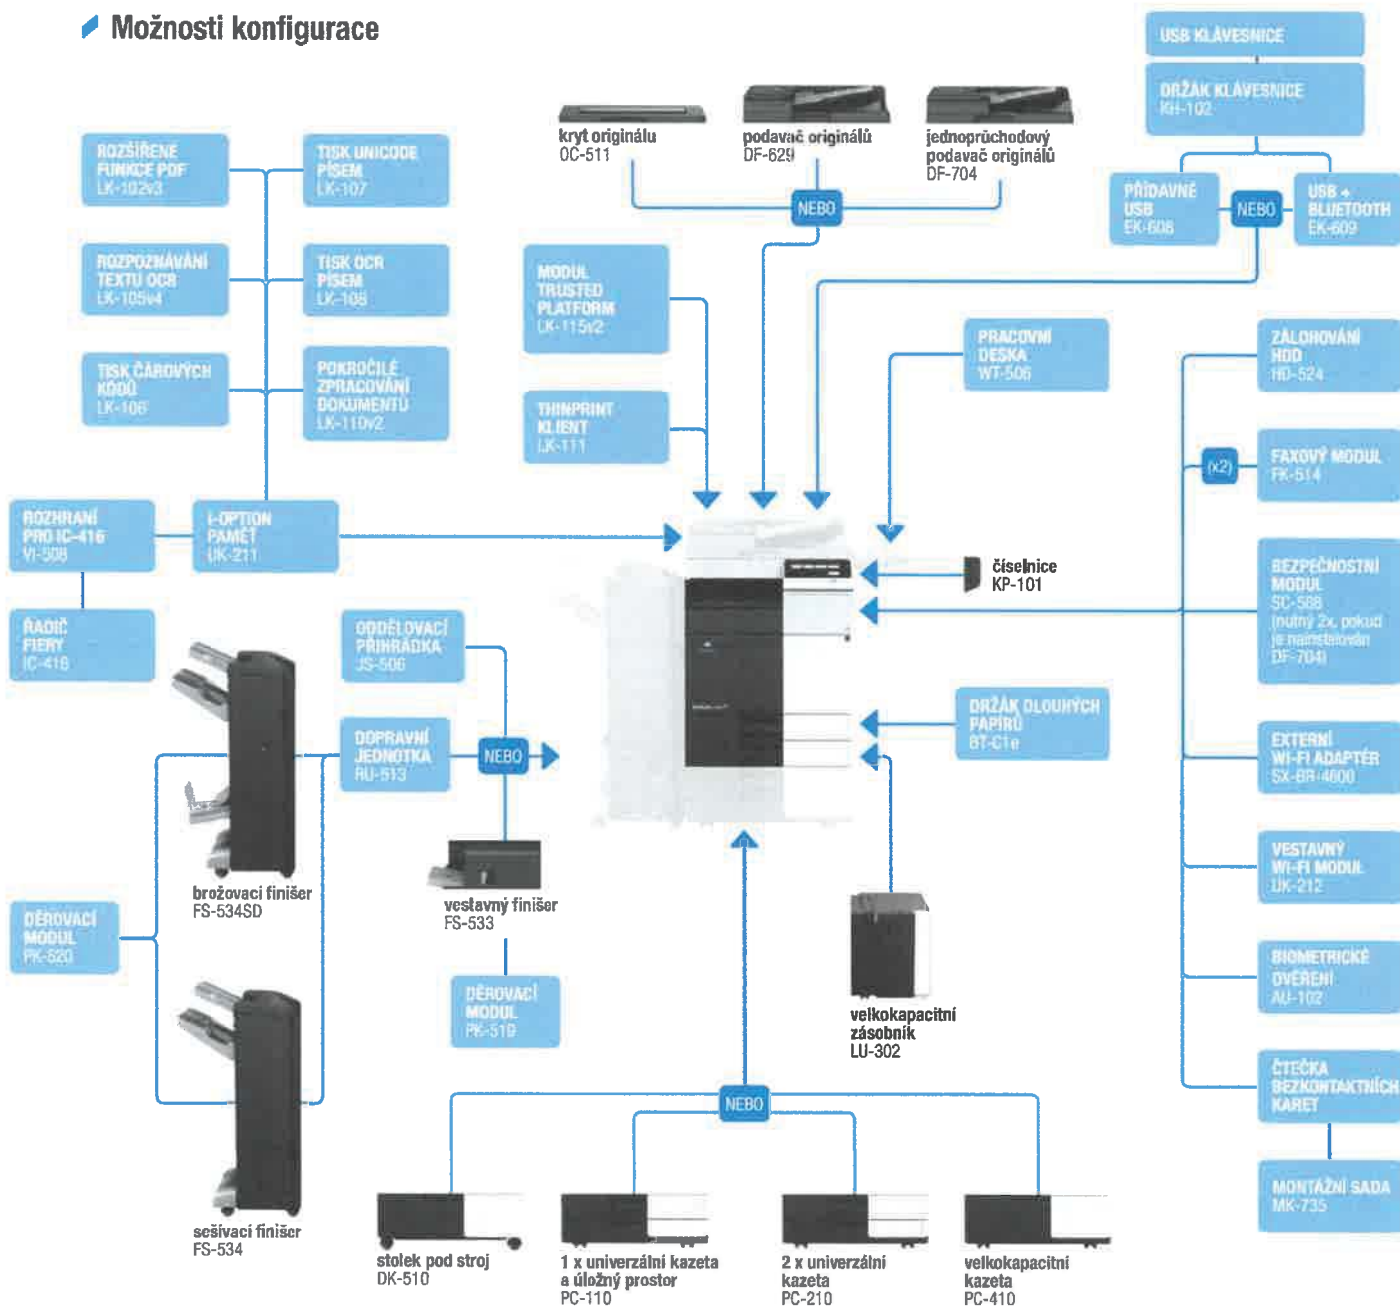 Možnosti konfigurace
USB KLÁVESNICE
DRŽÁK KLÁVESNICE
KH-102
PŘÍDAVNÉ
USB
EK-608
NEBO
USB +
BLUETOOTH
EK-609
kryt originálu
OC-511
podavač originálů
DF-629
jednoprůchodový
podavač originálů
DF-704
NEBO
ROZŠÍŘENÉ
FUNKCE PDF
LK-102v3
TISK UNICODE
PÍSEM
LK-107
ROZPOZNÁVÁNÍ
TEXTU OCR
LK-105v4
TISK OCR
PÍSEM
LK-108
TISK ČÁROVÝCH
KÓDŮ
LK-106
POKROČILÉ
ZPRACOVÁNÍ
DOKUMENTU
LK-110v2
MODUL
TRUSTED
PLATFORM
LK-115v2
THINPRINT
KLIENT
LK-111
PRACOVNÍ
DESKA
WT-506
ZÁLOHOVÁNÍ
HDD
HD-524
(x2)
FAXOVÝ MODUL
FK-514
ROZHRANÍ
PRO IC-416
VI-508
i-OPTION
PAMĚŤ
UK-211
ŘADIČ
FIERY
IC-416
číselnice
KP-101
BEZPEČNOSTNÍ
MODUL
SC-508
(nutný 2x, pokud
je nainstalován
DF-704)
ODDĚLOVACÍ
PŘIHRÁDKA
JS-506
DOPRAVNÍ
JEDNOTKA
RU-513
NEBO
DRŽÁK DLOUHÝCH
PAPÍRŮ
BT-C1e
EXTERNÍ
WI-FI ADAPTÉR
SX-BR-4600
VESTAVNÝ
WI-FI MODUL
UK-212
brožovací finišer
FS-534SD
vestavný finišer
FS-533
DĚROVACÍ
MODUL
PK-520
DĚROVACÍ
MODUL
PK-519
velkokapacitní
zásobník
LU-302
BIOMETRICKÉ
OVĚŘENÍ
AU-102
ČTEČKA
BEZKONTAKTNÍCH
KARET
MONTÁŽNÍ SADA
MK-735
NEBO
sešívací finišer
FS-534
stolek pod stroj
DK-510
1 x univerzální kazeta
a úložný prostor
PC-110
2 x univerzální
kazeta
PC-210
velkokapacitní
kazeta
PC-410